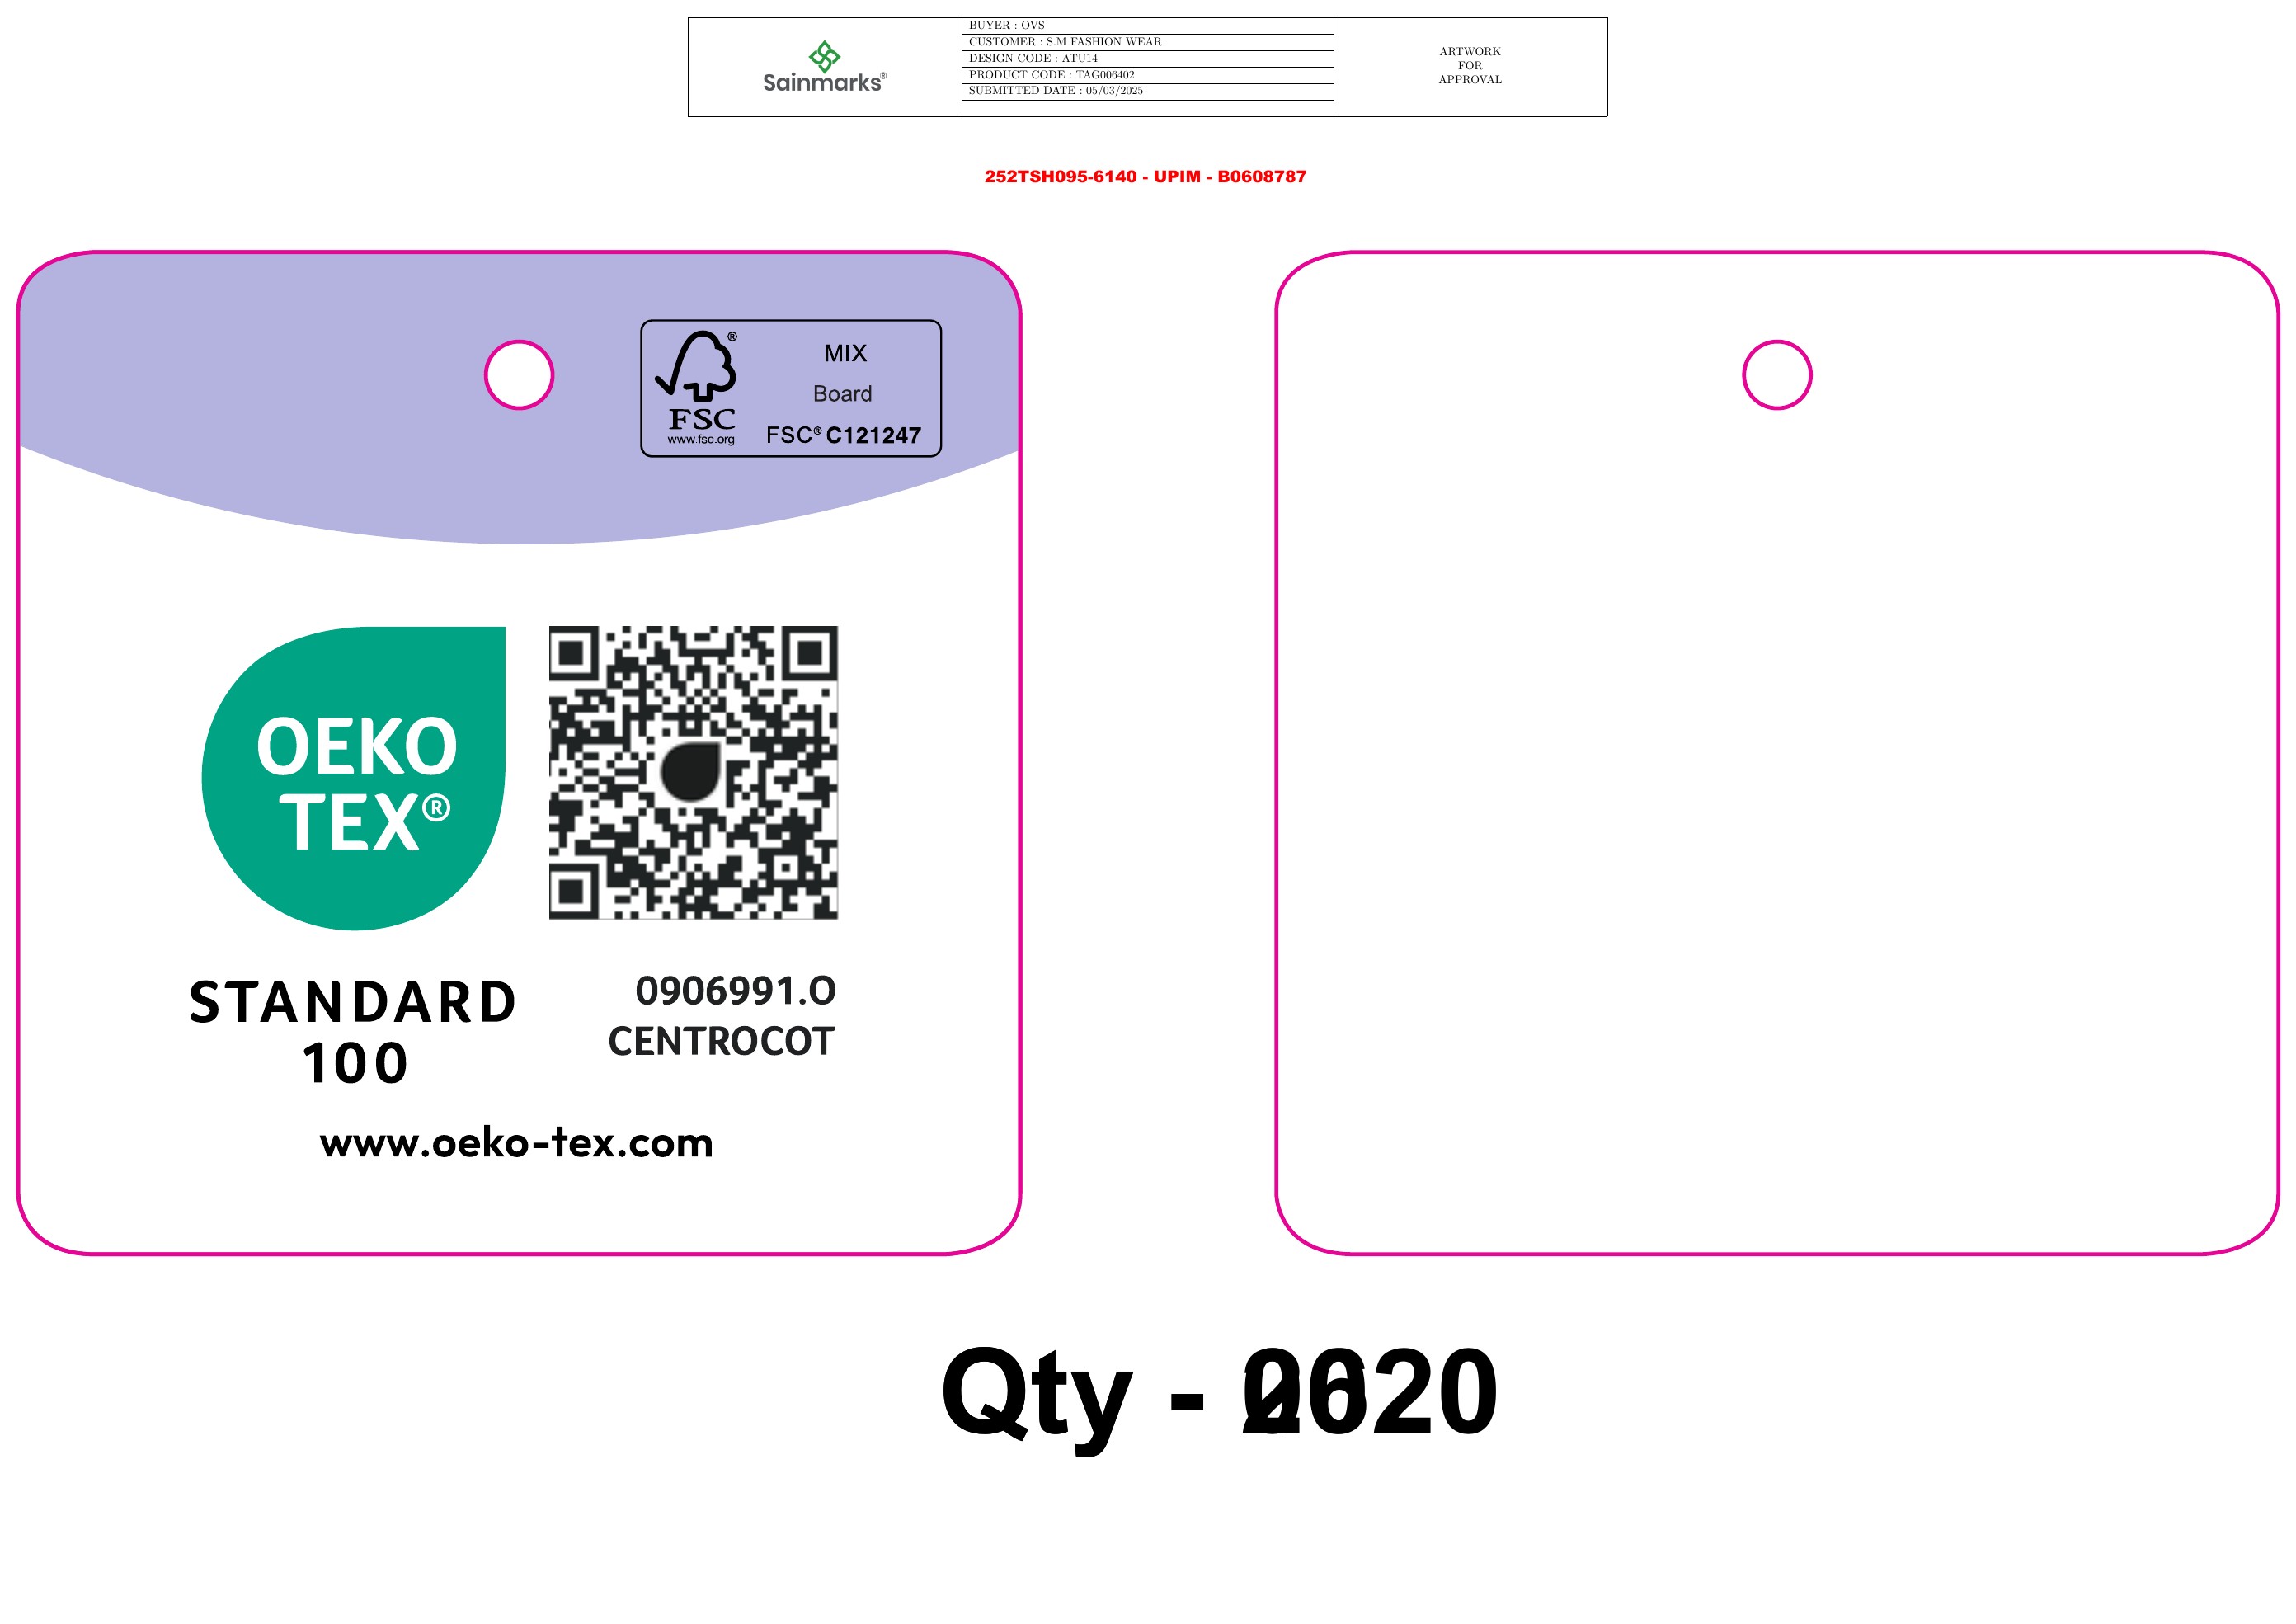 Sainmarks®
BUYER : OVS
CUSTOMER : S.M FASHION WEAR
DESIGN CODE : ATU14
PRODUCT CODE : TAG006402
SUBMITTED DATE : 05/03/2025
ARTWORK
FOR
APPROVAL
252TSH095-6140 - UPIM - B0608787
®
MIX
Board
FSC
www.fsc.org
FSC® C121247
OEKO
TEX®
STANDARD
100
0906991.O
CENTROCOT
www.oeko-tex.com
Qty -